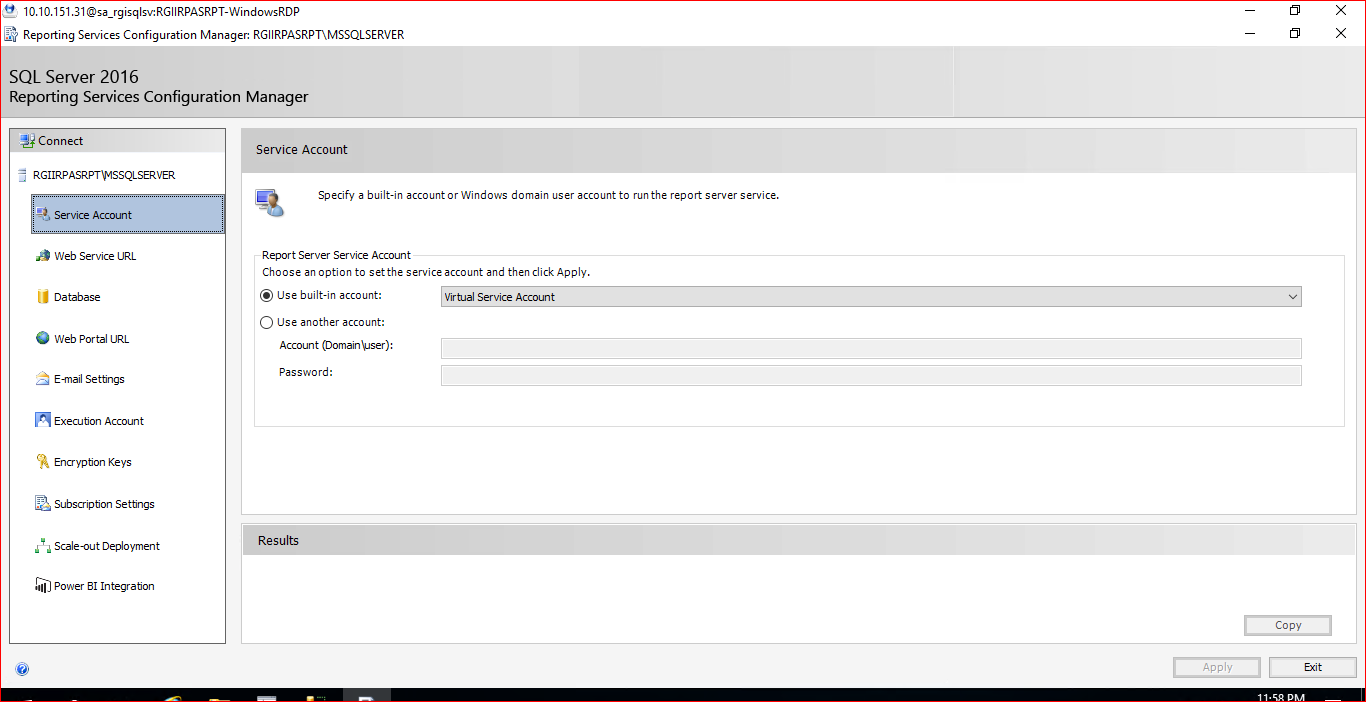 10.10.151.31@sa_rgisqlsv:RGIIRPASRPT-WindowsRDP
Reporting Services Configuration Manager: RGIIRPASRPT\MSSQLSERVER
SQL Server 2016
Reporting Services Configuration Manager
Connect
RGIIRPASRPT\MSSQLSERVER
Service Account
Web Service URL
Database
Web Portal URL
E-mail Settings
Execution Account
Encryption Keys
Subscription Settings
Scale-out Deployment
Power BI Integration
Service Account
Specify a built-in account or Windows domain user account to run the report server service.
Report Server Service Account
Choose an option to set the service account and then click Apply.
Use built-in account:
Virtual Service Account
Use another account:
Account (Domain\user):
Password:
Results
Copy
Apply
Exit
11:58 PM